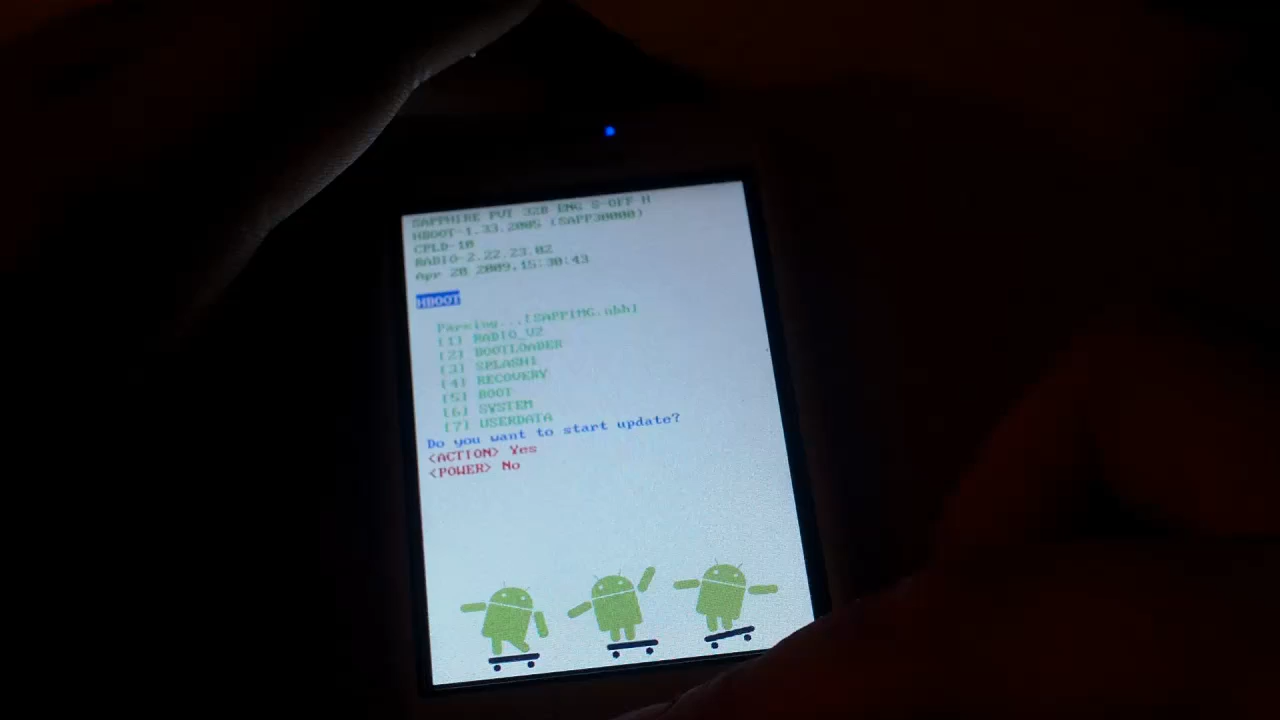 SAPPHIRE PVT 32B ENG S-OFF H
HBOOT-1.33.2005 (SAPP30000)
CPLD-10
RADIO-2.22.23.02
Apr 20 2009,15:30:43
HBOOT
Parsing...[SAPPIMG.nbh]
[1] RADIO_V2
[2] BOOTLOADER
[3] SPLASH1
[4] RECOVERY
[5] BOOT
[6] SYSTEM
[7] USERDATA
Do you want to start update?
<ACTION> Yes
<POWER> No